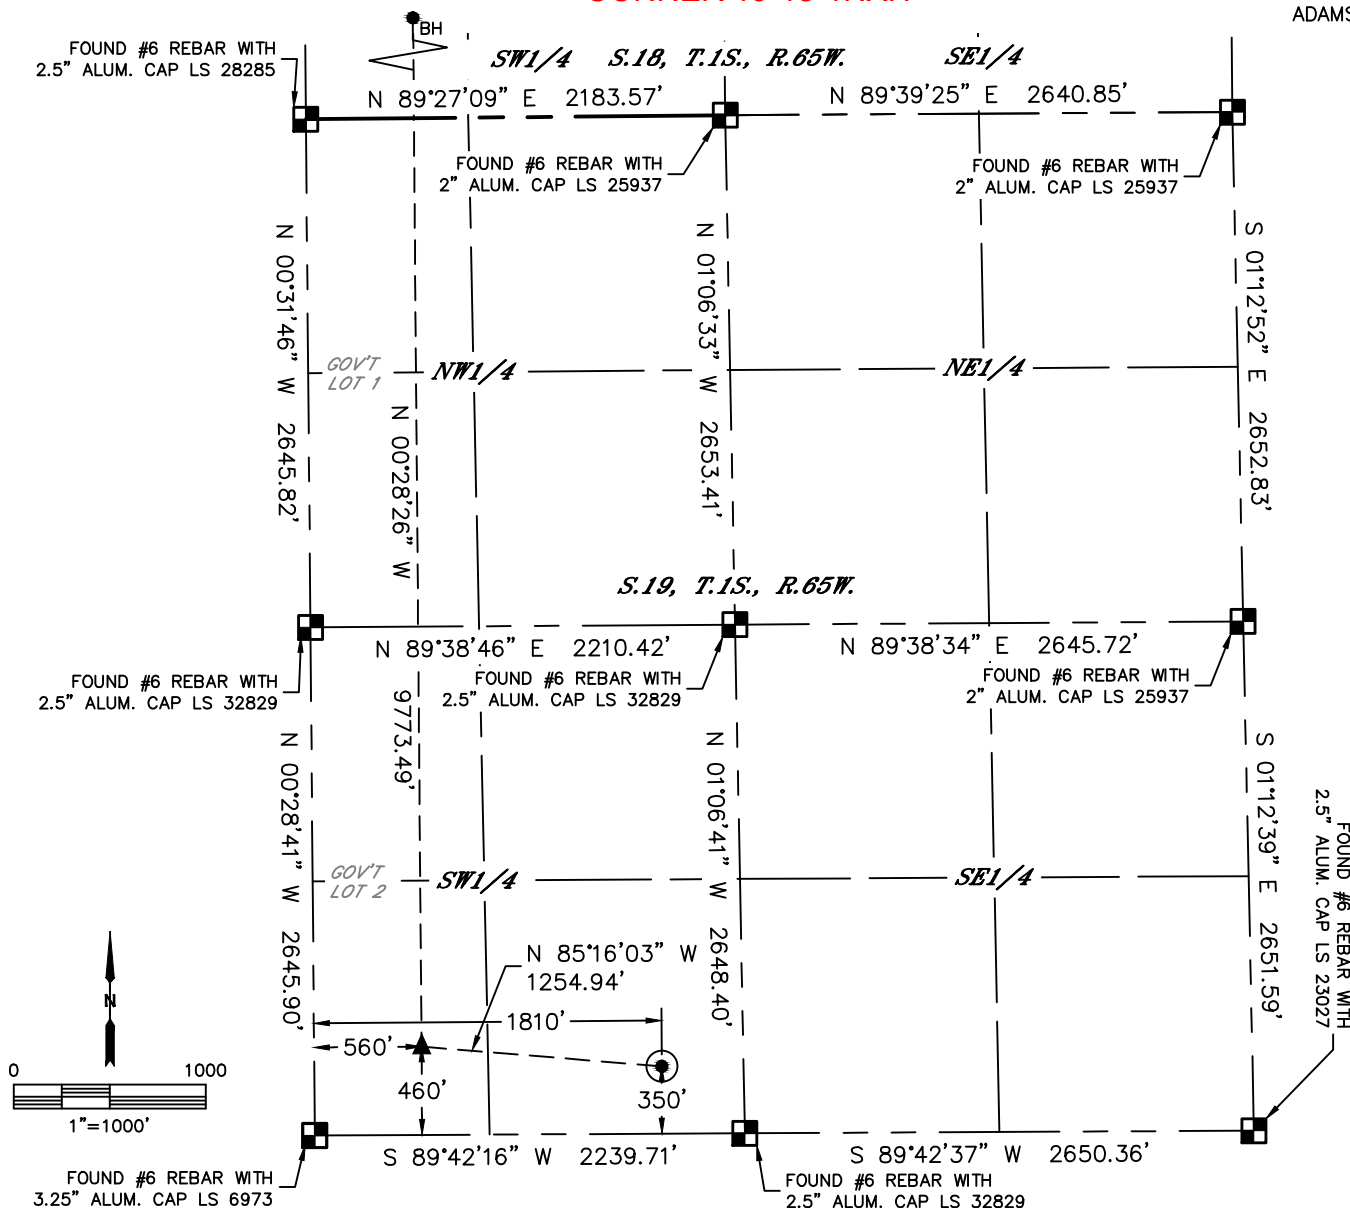 ADAMS
BH
FOUND #6 REBAR WITH
2.5" ALUM. CAP LS 28285
SW1/4 S.18, T.1S., R.65W. SE1/4
N 89°27'09" E 2183.57'
N 89°39'25" E 2640.85'
FOUND #6 REBAR WITH
2" ALUM. CAP LS 25937
FOUND #6 REBAR WITH
2" ALUM. CAP LS 25937
N 00°31'46" W 2645.82'
N 01°06'33" W 2653.41'
S 01°12'52" E 2652.83'
GOV'T
LOT 1
NW1/4
NE1/4
N 00°28'26" W 9773.49'
S.19, T.1S., R.65W.
N 89°38'46" E 2210.42'
N 89°38'34" E 2645.72'
FOUND #6 REBAR WITH
2.5" ALUM. CAP LS 32829
FOUND #6 REBAR WITH
2.5" ALUM. CAP LS 32829
FOUND #6 REBAR WITH
2" ALUM. CAP LS 25937
N 00°28'41" W 2645.90'
N 01°06'41" W 2648.40'
S 01°12'39" E 2651.59'
FOUND #6 REBAR WITH
2.5" ALUM. CAP LS 23027
GOV'T
LOT 2
SW1/4
SE1/4
N 85°16'03" W
1254.94'
1810'
560'
460'
350'
N
0 1000
1"=1000'
S 89°42'16" W 2239.71'
S 89°42'37" W 2650.36'
FOUND #6 REBAR WITH
3.25" ALUM. CAP LS 6973
FOUND #6 REBAR WITH
2.5" ALUM. CAP LS 32829